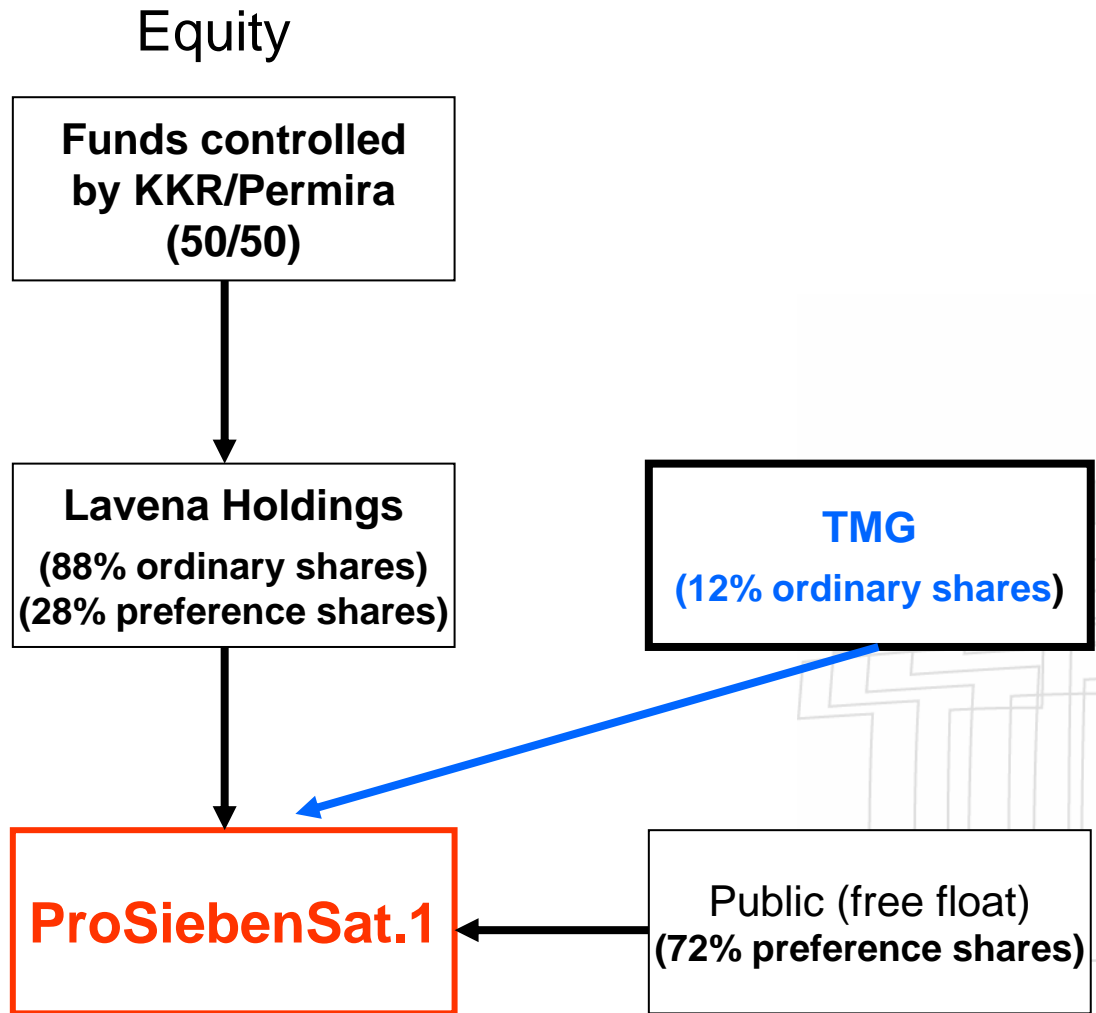 Equity
Funds controlled
by KKR/Permira
(50/50)
Lavena Holdings
(88% ordinary shares)
(28% preference shares)
TMG
(12% ordinary shares)
ProSiebenSat.1
Public (free float)
(72% preference shares)